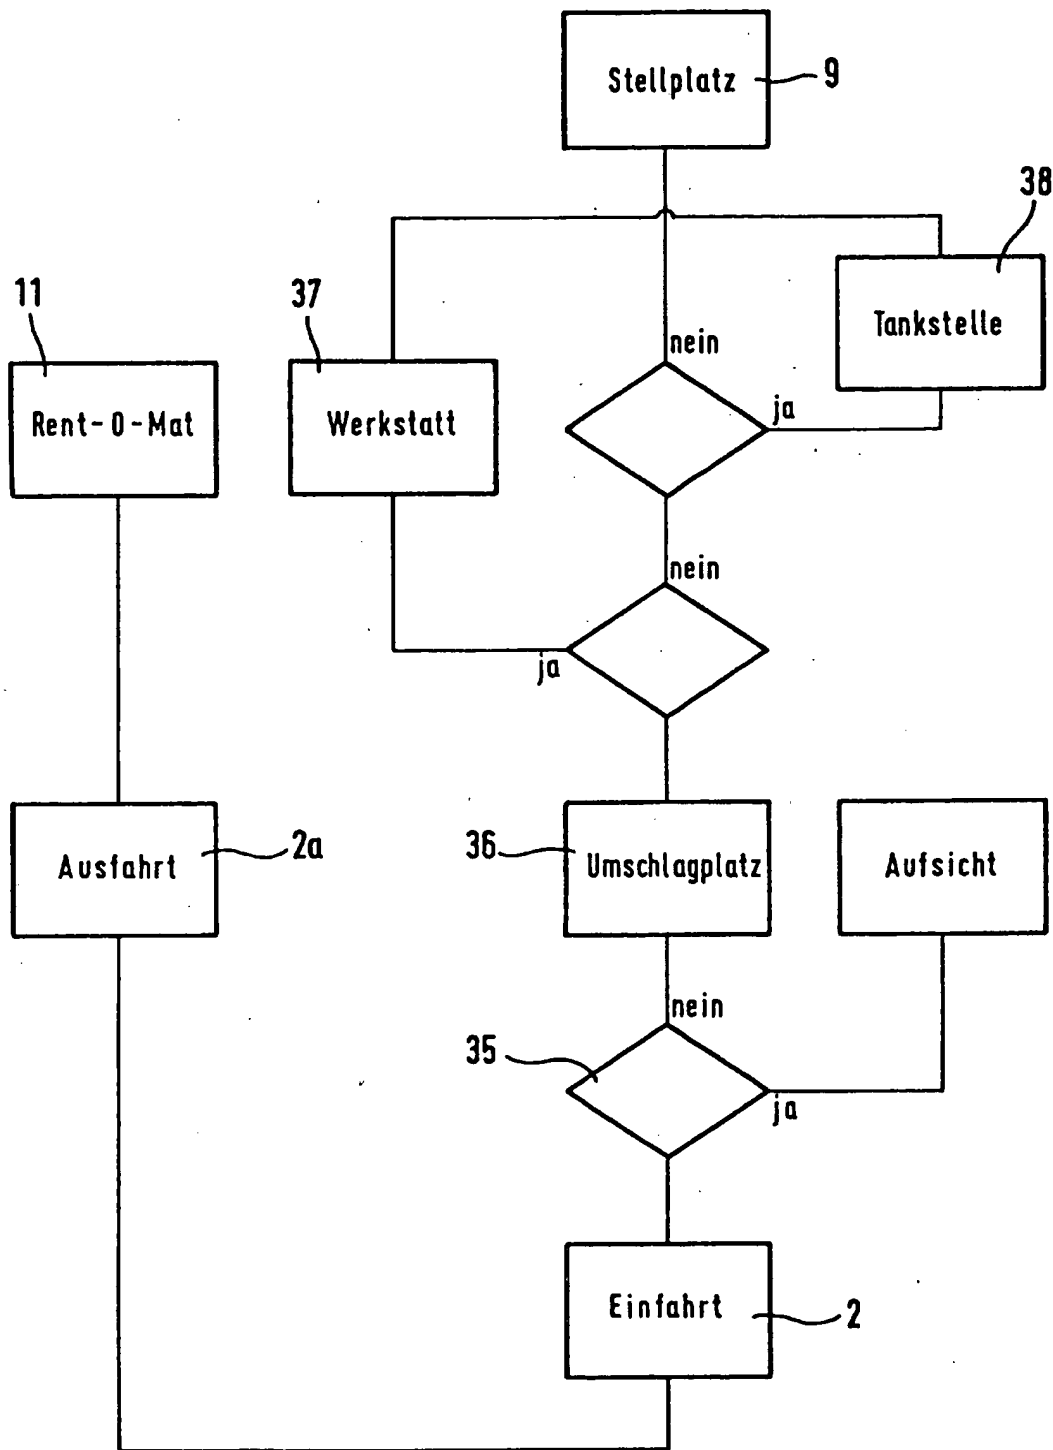 Stellplatz
9
38
Tankstelle
11
37
nein
Rent-O-Mat
Werkstatt
ja
nein
ja
Ausfahrt
2a
36
Umschlagplatz
Aufsicht
nein
35
ja
Einfahrt
2